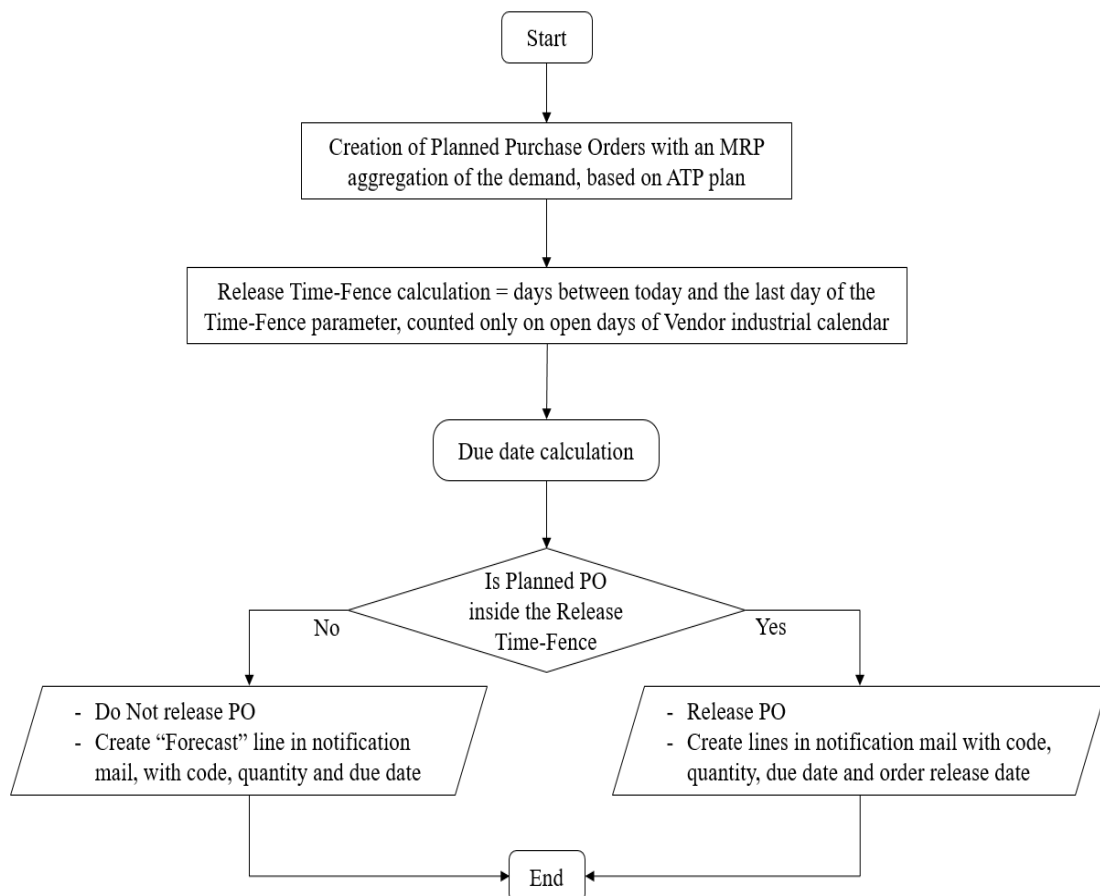 Start
Creation of Planned Purchase Orders with an MRP
aggregation of the demand, based on ATP plan
Release Time-Fence calculation = days between today and the last day of the
Time-Fence parameter, counted only on open days of Vendor industrial calendar
Due date calculation
Is Planned PO
inside the Release
Time-Fence
No
Yes
- Do Not release PO
- Create “Forecast” line in notification
mail, with code, quantity and due date
- Release PO
- Create lines in notification mail with code,
quantity, due date and order release date
End